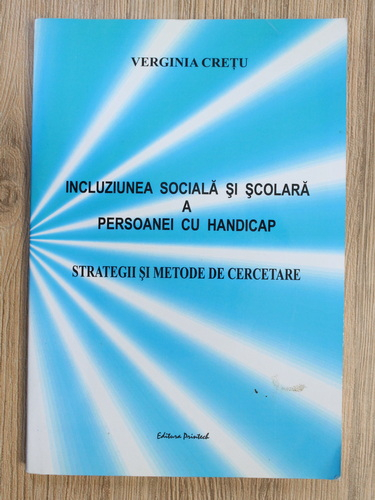 VERGINIA CREȚU
INCLUZIUNEA SOCIALĂ ŞI ŞCOLARĂ
A
PERSOANEI CU HANDICAP
STRATEGII ŞI METODE DE CERCETARE
Editura Printech